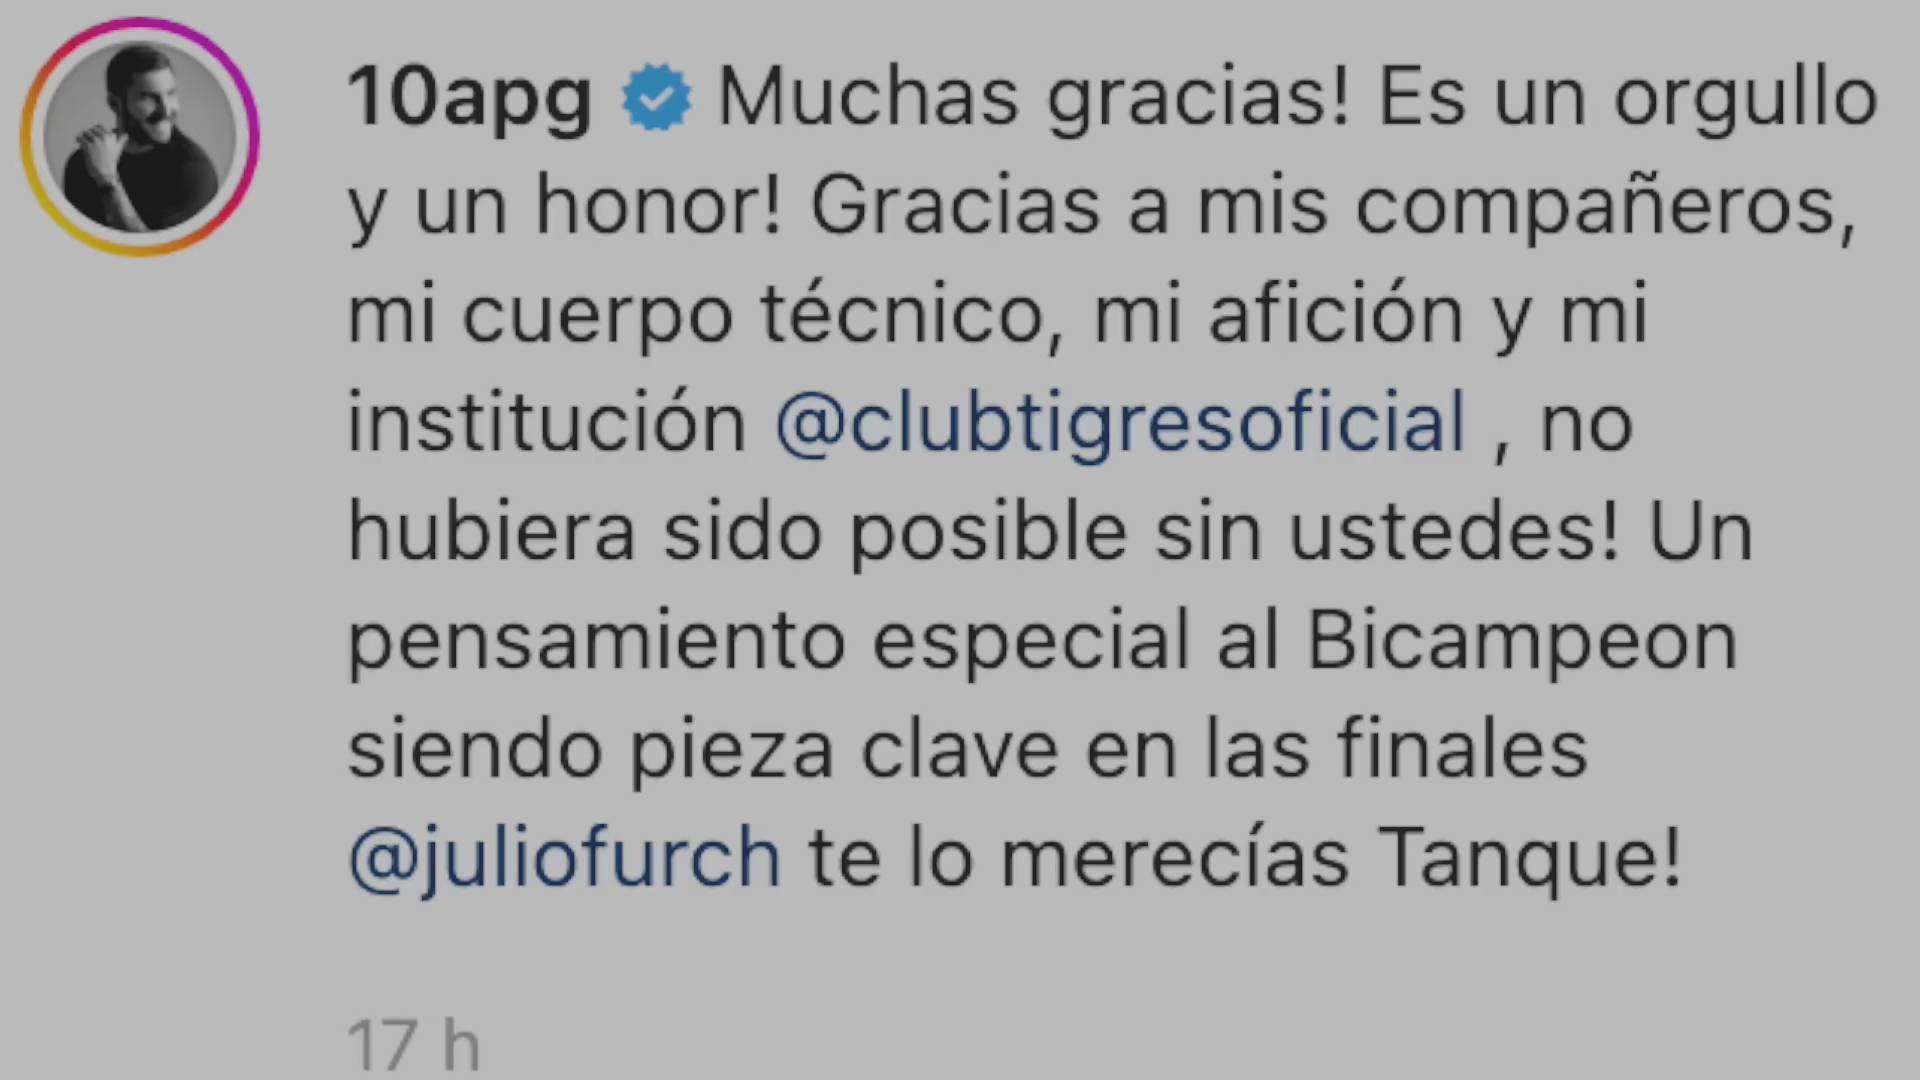 10apg Muchas gracias! Es un orgullo
y un honor! Gracias a mis compañeros,
mi cuerpo técnico, mi afición y mi
institución @clubtigresoficial , no
hubiera sido posible sin ustedes! Un
pensamiento especial al Bicampeon
siendo pieza clave en las finales
@juliofurch te lo merecías Tanque!
17 h